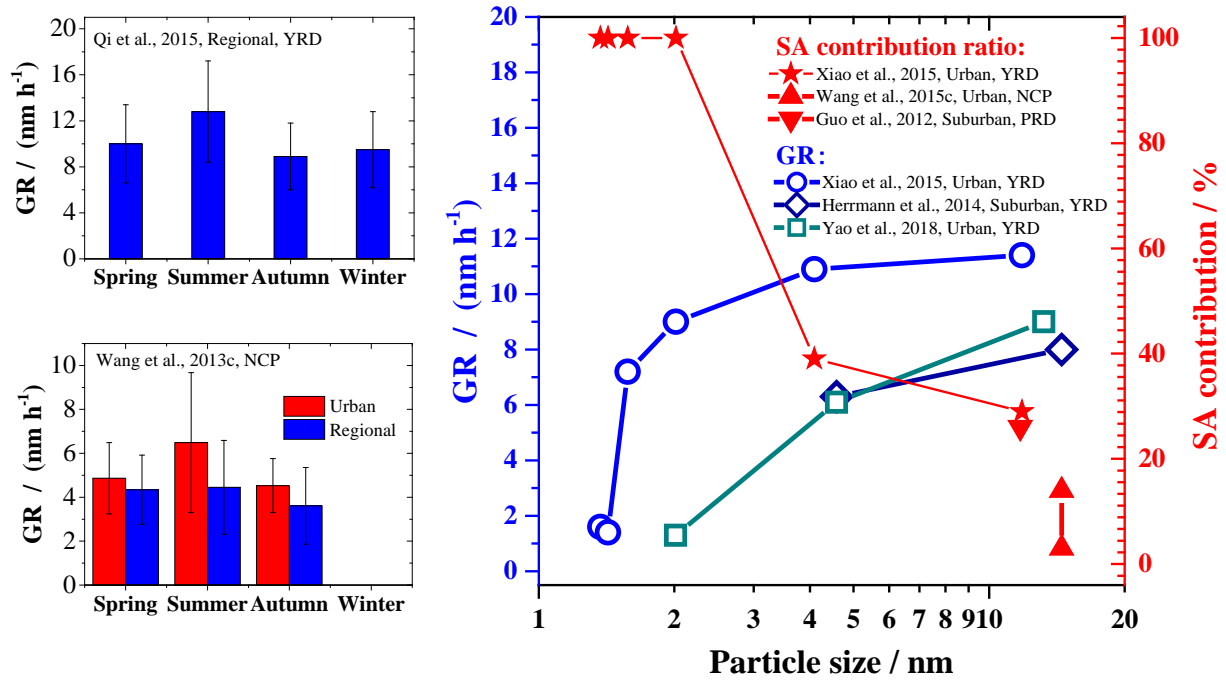 Qi et al., 2015, Regional, YRD
GR / (nm h-1)
20
16
12
8
4
0
Spring Summer Autumn Winter
Wang et al., 2013c, NCP
Urban
Regional
GR / (nm h-1)
10
8
6
4
2
0
Spring Summer Autumn Winter
SA contribution ratio:
Xiao et al., 2015, Urban, YRD
Wang et al., 2015c, Urban, NCP
Guo et al., 2012, Suburban, PRD
GR:
Xiao et al., 2015, Urban, YRD
Herrmann et al., 2014, Suburban, YRD
Yao et al., 2018, Urban, YRD
GR / (nm h-1)
20
18
16
14
12
10
8
6
4
2
0
SA contribution / %
100
80
60
40
20
0
1 2 3 4 5 6 7 8 9 10 20
Particle size / nm